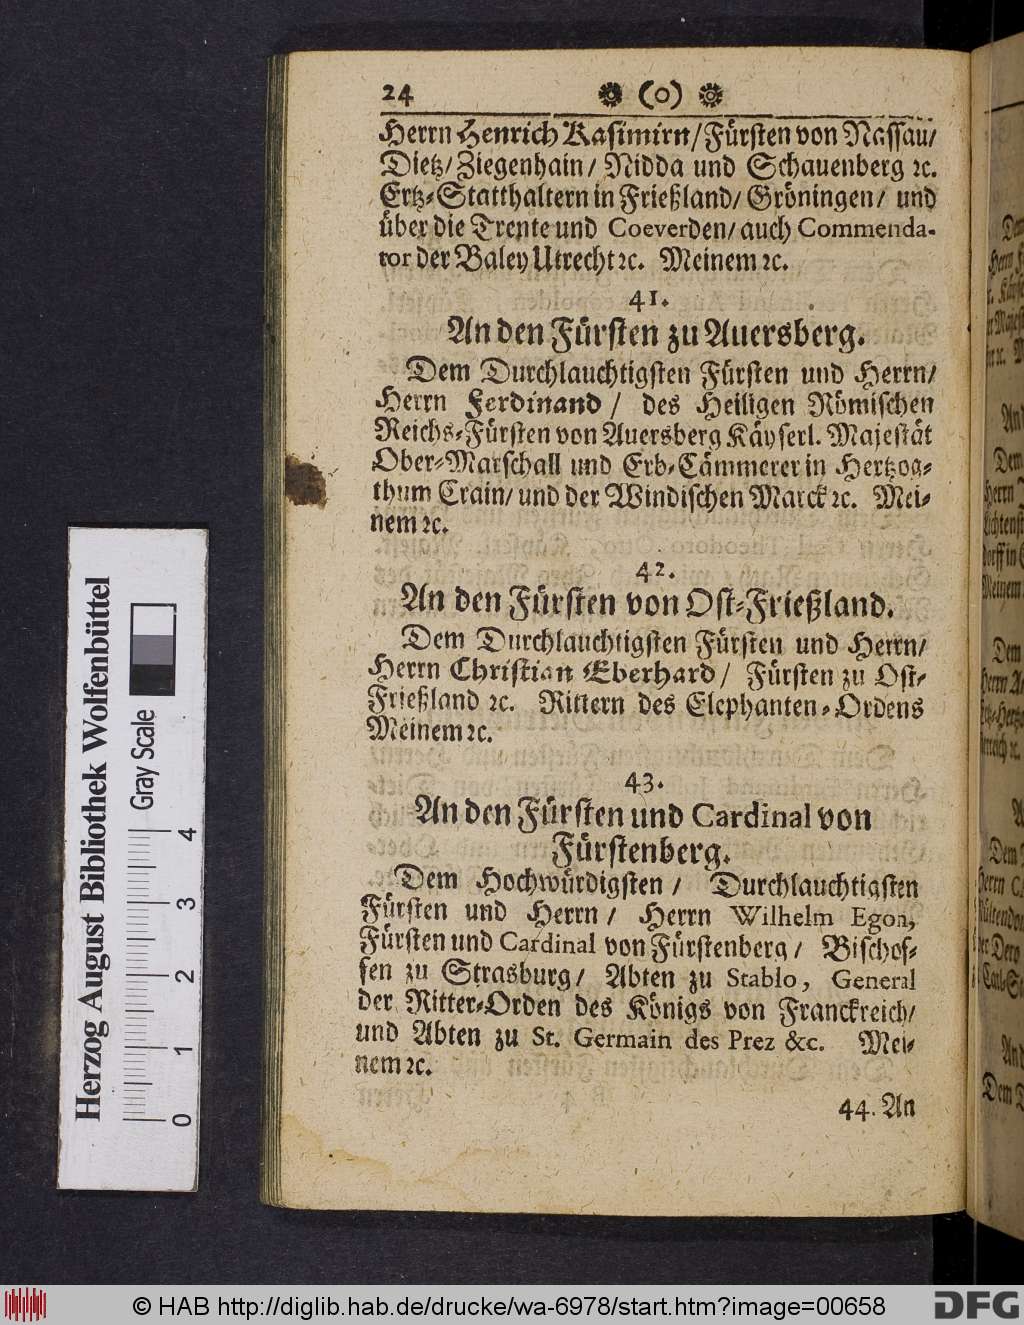 24 (o)
Herrn Henrich Kasimirn/Fürsten von Nassau/
Dietz/Ziegenhain/ Nidda und Schauenberg ꝛc.
Ertz-Statthaltern in Frießland/Gröningen/ und
über die Trente und Coeverden/auch Commenda-
tor der Baley Utrecht ꝛc. Meinem ꝛc.
41.
An den Fürsten zu Auersberg.
Dem Durchlauchtigsten Fürsten und Herrn/
Herrn Ferdinand/ des Heiligen Römischen
Reichs-Fürsten von Auersberg Käyserl. Majestät
Ober-Marschall und Erb-Cämmerer in Hertzog-
thum Crain/ und der Windischen Marck ꝛc. Mei-
nem ꝛc.
42.
An den Fürsten von Ost-Frießland.
Dem Durchlauchtigsten Fürsten und Herrn/
Herrn Christian Eberhard/ Fürsten zu Ost-
Frießland ꝛc. Rittern des Elephanten-Ordens
Meinem ꝛc.
43.
An den Fürsten und Cardinal von
Fürstenberg.
Dem Hochwürdigsten/ Durchlauchtigsten
Fürsten und Herrn/ Herrn Wilhelm Egon,
Fürsten und Cardinal von Fürstenberg/ Bischof-
fen zu Strasburg/ Abten zu Stablo, General
der Ritter-Orden des Königs von Franckreich/
und Abten zu St. Germain des Prez &c. Mei-
nem ꝛc.
44. An
Herzog August Bibliothek Wolfenbüttel
Gray Scale
0 1 2 3 4
© HAB http://diglib.hab.de/drucke/wa-6978/start.htm?image=00658
DFG